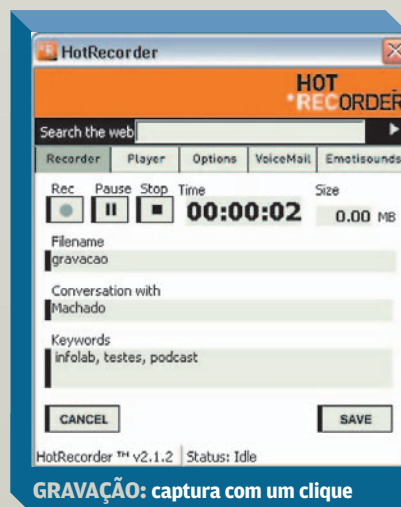 HotRecorder
HOT
RECORDER
Search the web
Recorder Player Options VoiceMail Emotisounds
Rec Pause Stop Time Size
00:00:02 0.00 MB
Filename
gravacao
Conversation with
Machado
Keywords
infolab, testes, podcast
CANCEL SAVE
HotRecorder ™ v2.1.2 Status: Idle
GRAVAÇÃO: captura com um clique